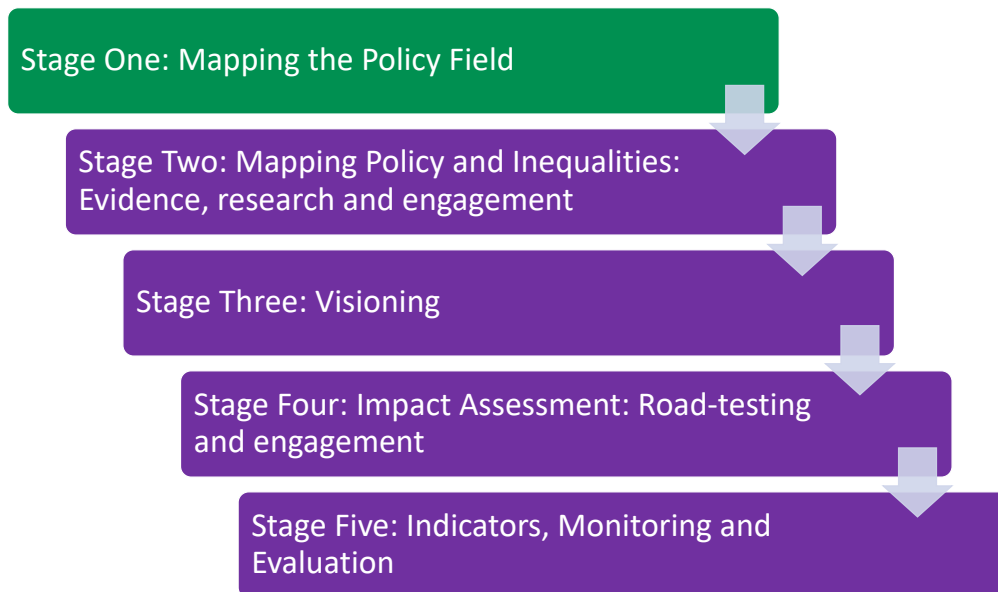 Stage One: Mapping the Policy Field
Stage Two: Mapping Policy and Inequalities:
Evidence, research and engagement
Stage Three: Visioning
Stage Four: Impact Assessment: Road-testing
and engagement
Stage Five: Indicators, Monitoring and
Evaluation